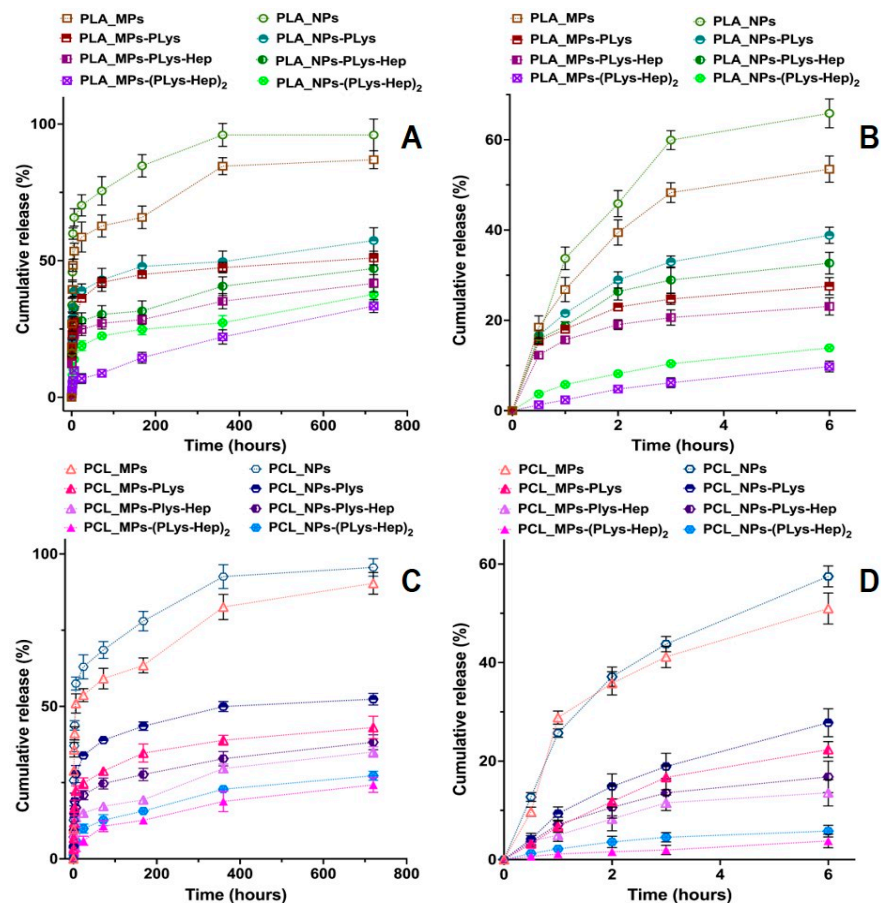 PLA_MPs PLA_NPs
PLA_MPs-PLys PLA_NPs-PLys
PLA_MPs-PLys-Hep PLA_NPs-PLys-Hep
PLA_MPs-(PLys-Hep)2 PLA_NPs-(PLys-Hep)2
A
Cumulative release (%)
100
50
0
0 200 400 600 800
Time (hours)
PLA_MPs PLA_NPs
PLA_MPs-PLys PLA_NPs-PLys
PLA_MPs-PLys-Hep PLA_NPs-PLys-Hep
PLA_MPs-(PLys-Hep)2 PLA_NPs-(PLys-Hep)2
B
Cumulative release (%)
60
40
20
0
0 2 4 6
Time (hours)
PCL_MPs PCL_NPs
PCL_MPs-PLys PCL_NPs-Plys
PCL_MPs-Plys-Hep PCL_NPs-Plys-Hep
PCL_MPs-(PLys-Hep)2 PCL_NPs-(PLys-Hep)2
C
Cumulative release (%)
100
50
0
0 200 400 600 800
Time (hours)
PCL_MPs PCL_NPs
PCL_MPs-PLys PCL_NPs-PLys
PCL_MPs-Plys-Hep PCL_NPs-PLys-Hep
PCL_MPs-(PLys-Hep)2 PCL_NPs-(PLys-Hep)2
D
Cumulative release (%)
60
40
20
0
0 2 4 6
Time (hours)